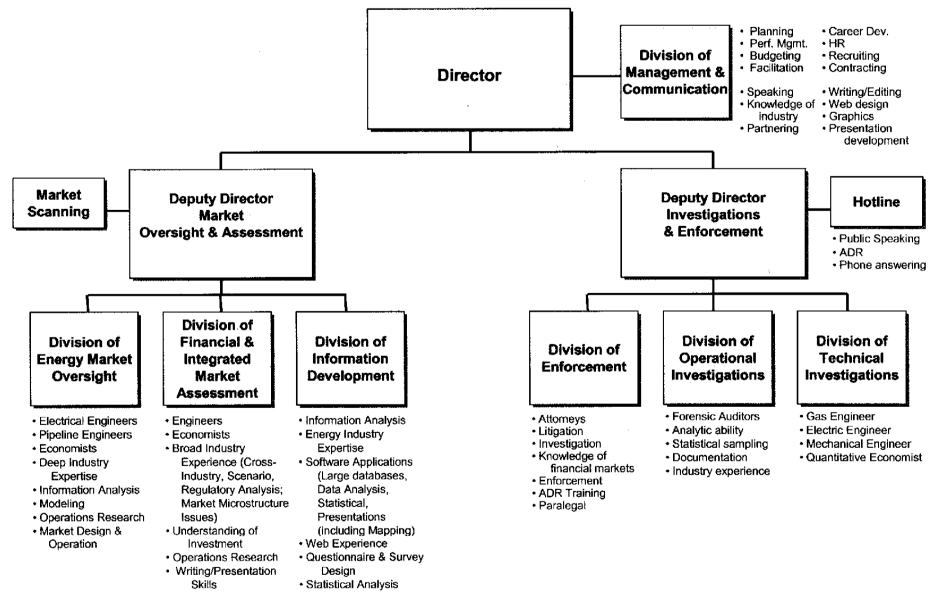 Director
Division of
Management &
Communication
• Planning
• Perf. Mgmt.
• Budgeting
• Facilitation
• Speaking
• Knowledge of
industry
• Partnering
• Career Dev.
• HR
• Recruiting
• Contracting
• Writing/Editing
• Web design
• Graphics
• Presentation
development
Market
Scanning
Deputy Director
Market
Oversight & Assessment
Deputy Director
Investigations
& Enforcement
Hotline
• Public Speaking
• ADR
• Phone answering
Division of
Energy Market
Oversight
• Electrical Engineers
• Pipeline Engineers
• Economists
• Deep Industry
Expertise
• Information Analysis
• Modeling
• Operations Research
• Market Design &
Operation
Division of
Financial &
Integrated
Market
Assessment
• Engineers
• Economists
• Broad Industry
Experience (Cross-
Industry, Scenario,
Regulatory Analysis;
Market Microstructure
Issues)
• Understanding of
Investment
• Operations Research
• Writing/Presentation
Skills
Division of
Information
Development
• Information Analysis
• Energy Industry
Expertise
• Software Applications
(Large databases,
Data Analysis,
Statistical,
Presentations
(including Mapping)
• Web Experience
• Questionnaire & Survey
Design
• Statistical Analysis
Division of
Enforcement
• Attorneys
• Litigation
• Investigation
• Knowledge of
financial markets
• Enforcement
• ADR Training
• Paralegal
Division of
Operational
Investigations
• Forensic Auditors
• Analytic ability
• Statistical sampling
• Documentation
• Industry experience
Division of
Technical
Investigations
• Gas Engineer
• Electric Engineer
• Mechanical Engineer
• Quantitative Economist